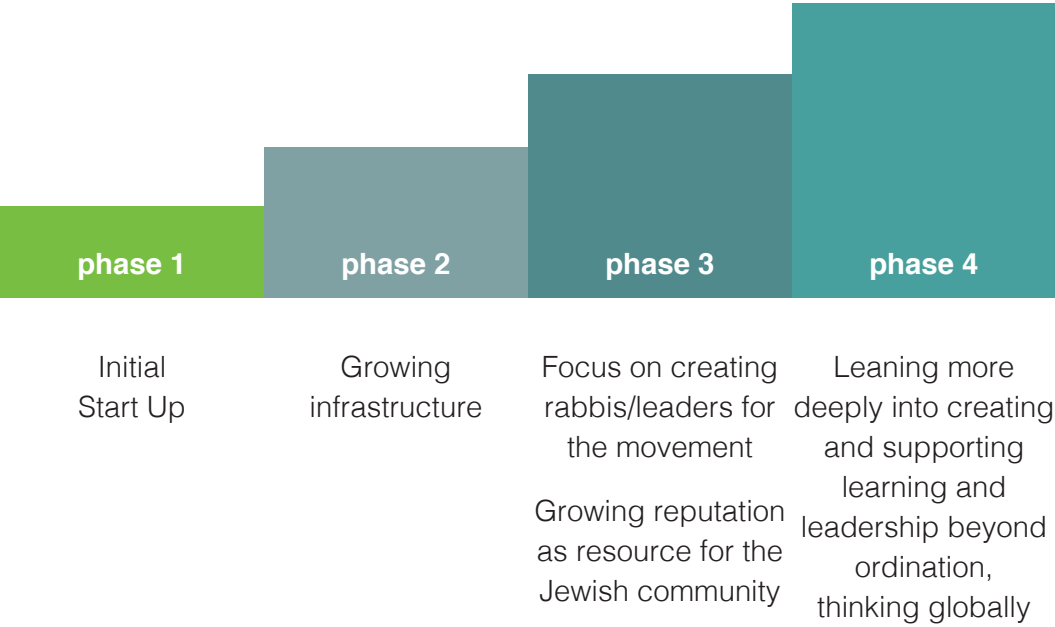 phase 1
phase 2
phase 3
phase 4
Initial
Start Up
Growing
infrastructure
Focus on creating
rabbis/leaders for
the movement
Growing reputation
as resource for the
Jewish community
Leaning more
deeply into creating
and supporting
learning and
leadership beyond
ordination,
thinking globally